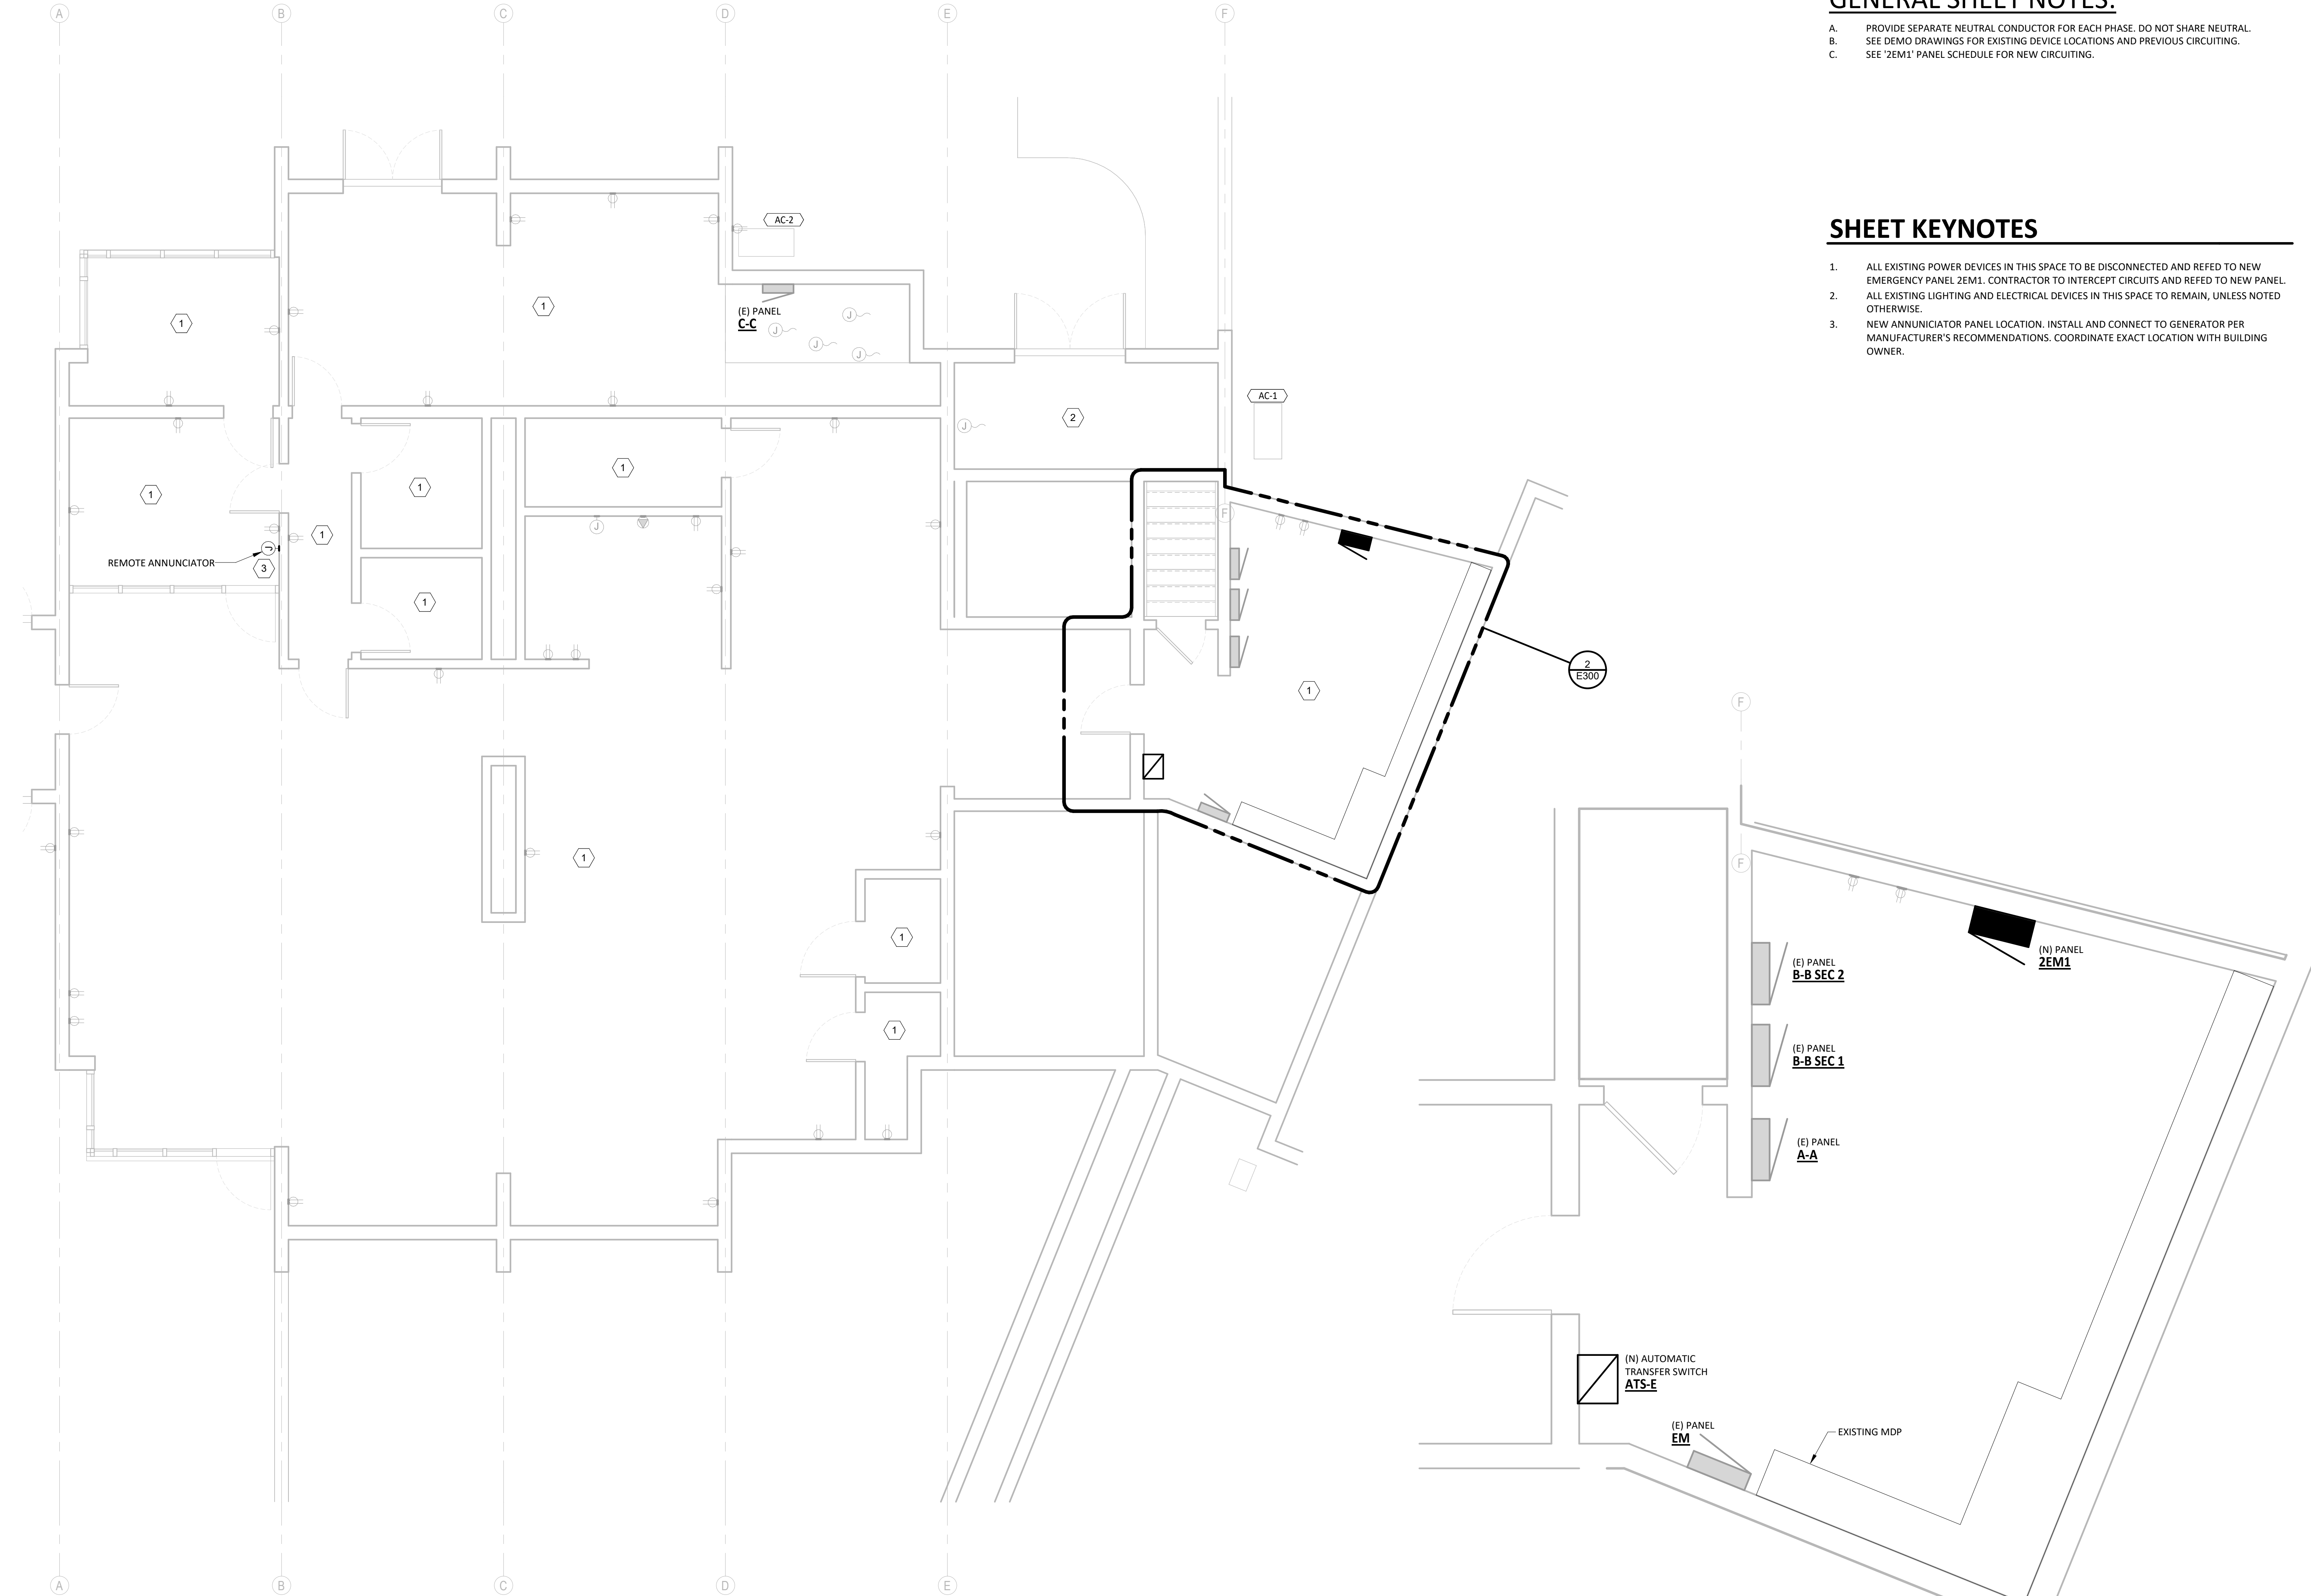 A
B
C
D
E
F
GENERAL SHEET NOTES:
A. PROVIDE SEPARATE NEUTRAL CONDUCTOR FOR EACH PHASE. DO NOT SHARE NEUTRAL.
B. SEE DEMO DRAWINGS FOR EXISTING DEVICE LOCATIONS AND PREVIOUS CIRCUITING.
C. SEE '2EM1' PANEL SCHEDULE FOR NEW CIRCUITING.
SHEET KEYNOTES
1. ALL EXISTING POWER DEVICES IN THIS SPACE TO BE DISCONNECTED AND REFED TO NEW
EMERGENCY PANEL 2EM1. CONTRACTOR TO INTERCEPT CIRCUITS AND REFED TO NEW PANEL.
2. ALL EXISTING LIGHTING AND ELECTRICAL DEVICES IN THIS SPACE TO REMAIN, UNLESS NOTED
OTHERWISE.
3. NEW ANNUNICIATOR PANEL LOCATION. INSTALL AND CONNECT TO GENERATOR PER
MANUFACTURER'S RECOMMENDATIONS. COORDINATE EXACT LOCATION WITH BUILDING
OWNER.
AC-2
1
1
(E) PANEL
C-C
J
J
J
J
AC-1
J
2
1
1
1
1
J
F
J
REMOTE ANNUNCIATOR
3
1
2
E300
1
1
1
1
F
F
(N) PANEL
2EM1
(E) PANEL
B-B SEC 2
(E) PANEL
B-B SEC 1
(E) PANEL
A-A
(N) AUTOMATIC
TRANSFER SWITCH
ATS-E
(E) PANEL
EM
EXISTING MDP
A
B
C
D
E